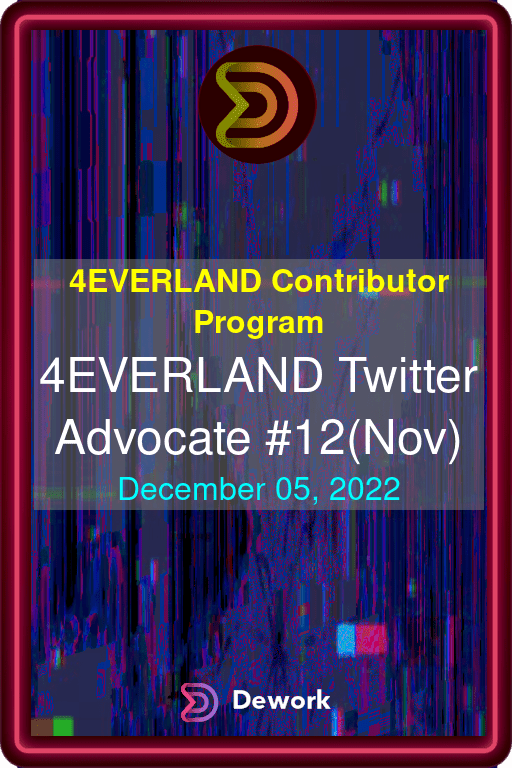 4EVERLAND Contributor
Program
4EVERLAND Twitter
Advocate #12(Nov)
December 05, 2022
Dework